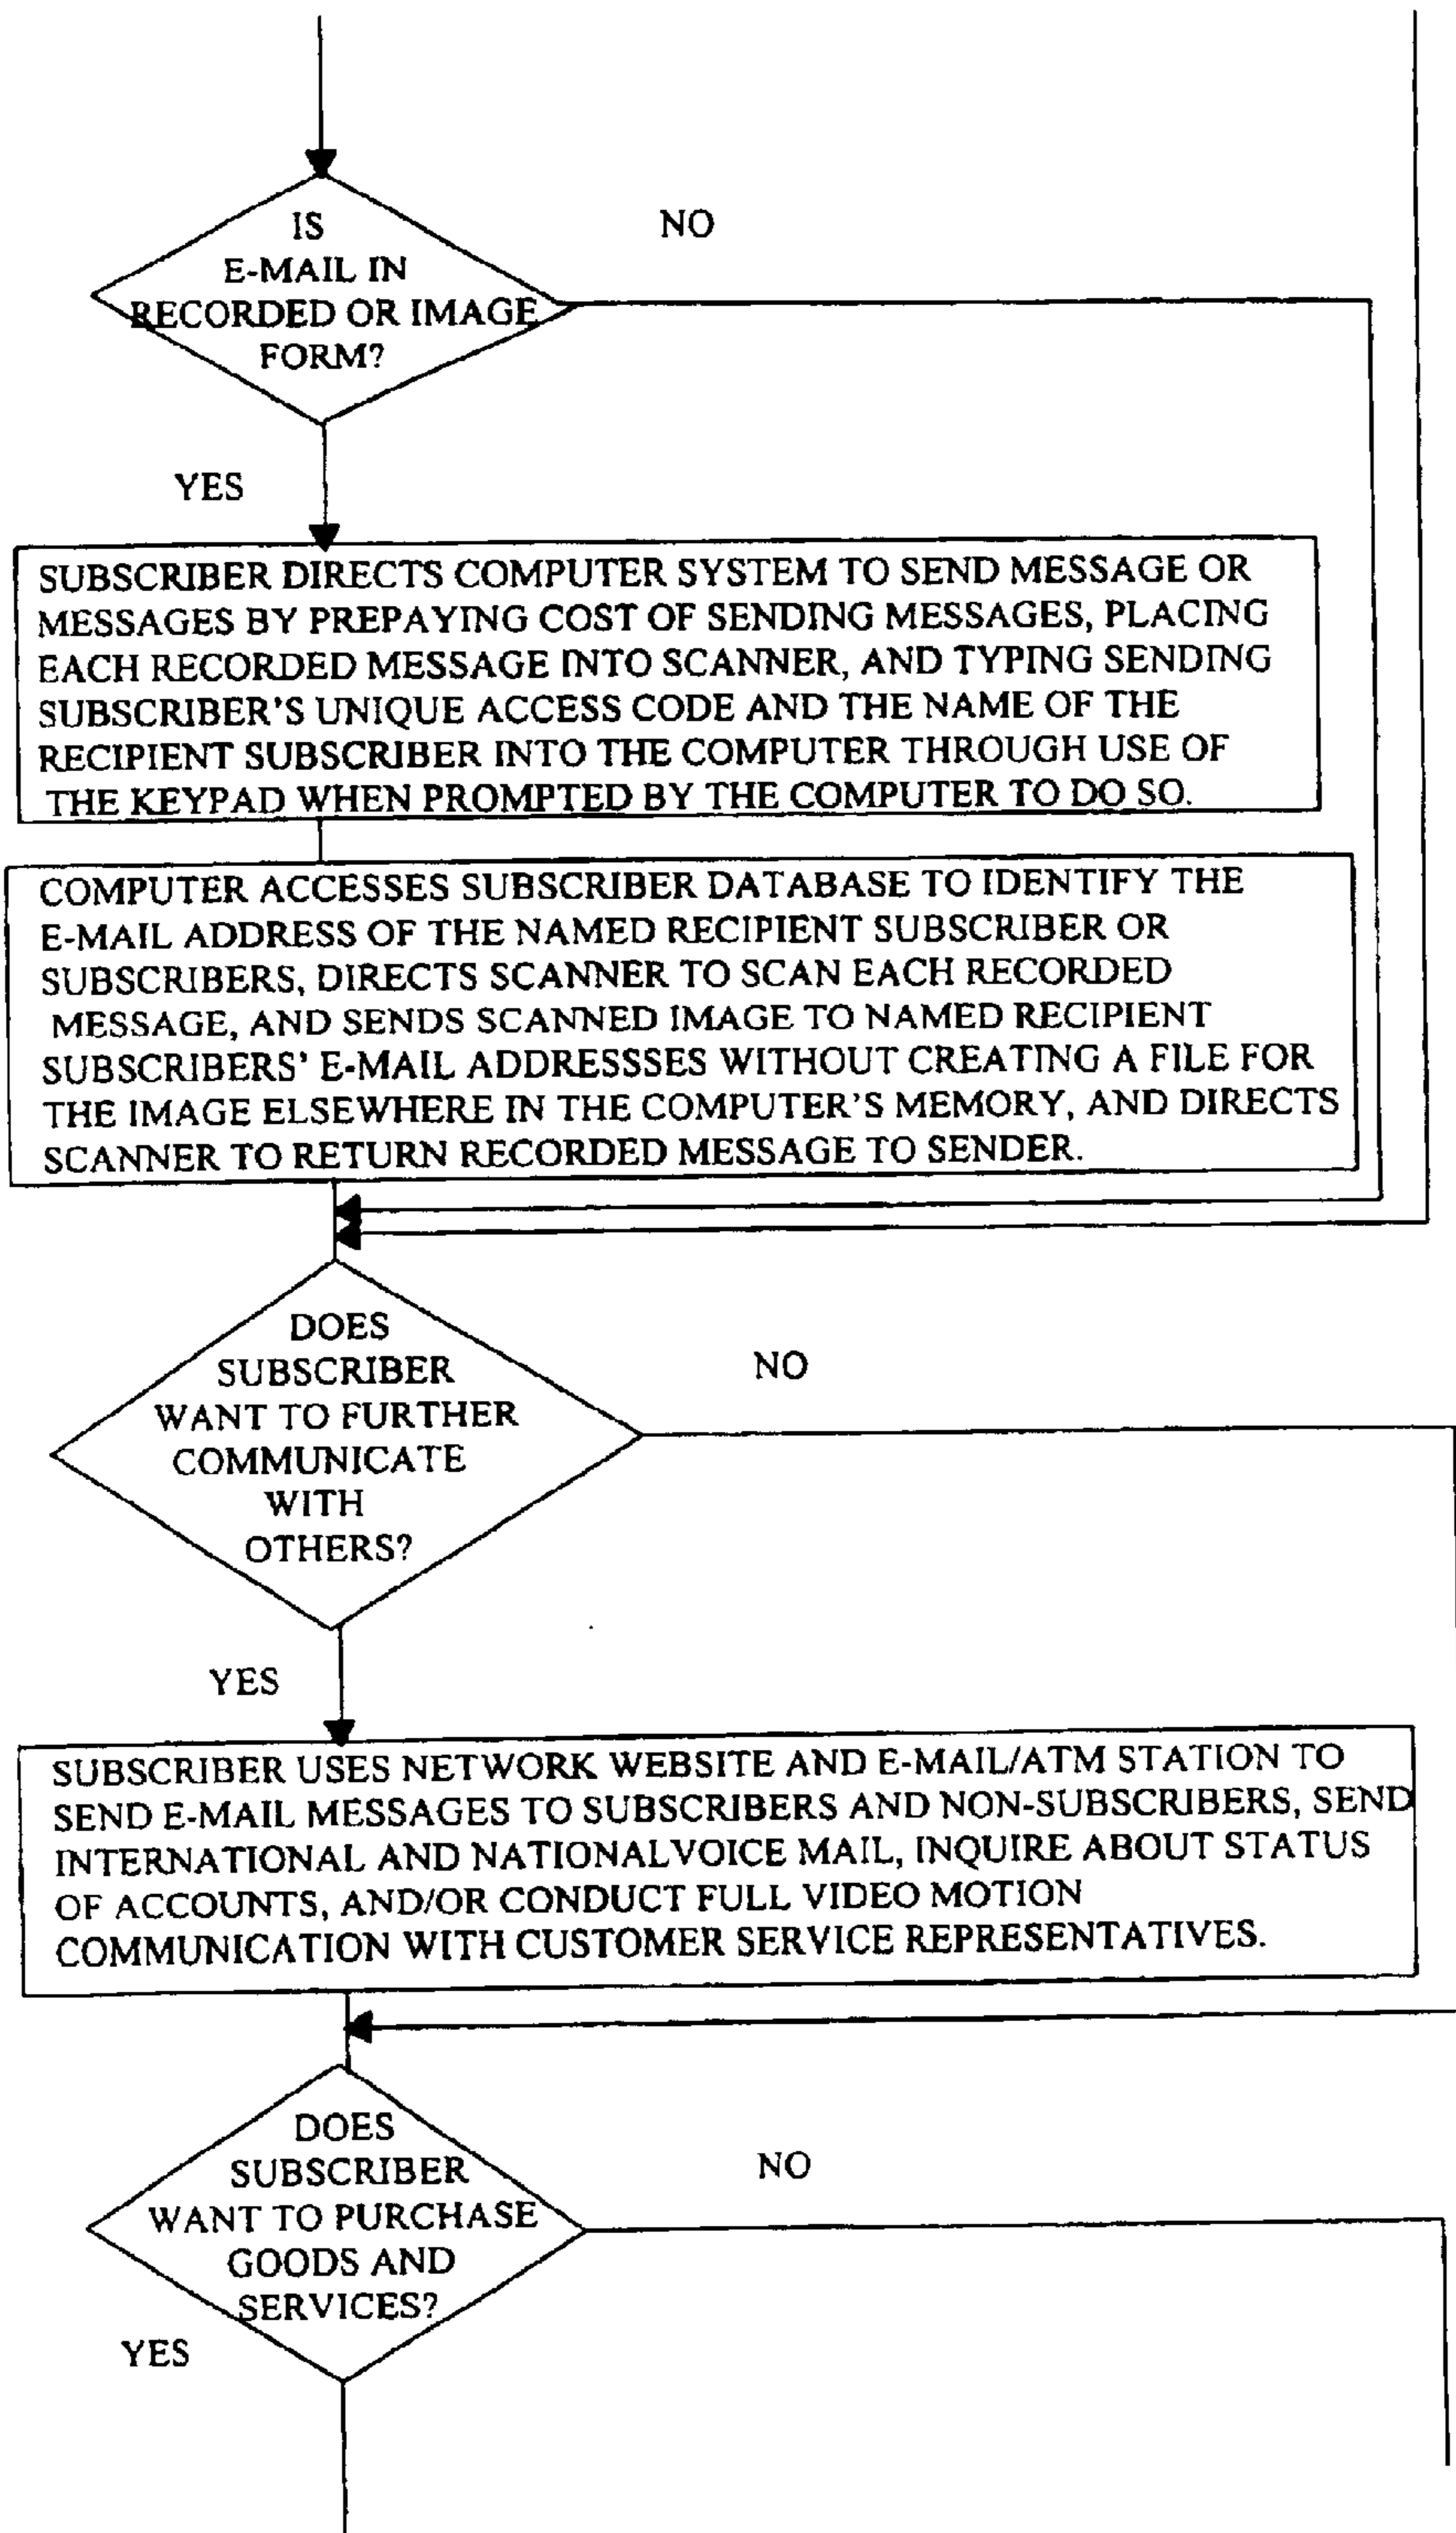 IS
E-MAIL IN
RECORDED OR IMAGE
FORM?
NO
YES
SUBSCRIBER DIRECTS COMPUTER SYSTEM TO SEND MESSAGE OR
MESSAGES BY PREPAYING COST OF SENDING MESSAGES, PLACING
EACH RECORDED MESSAGE INTO SCANNER, AND TYPING SENDING
SUBSCRIBER'S UNIQUE ACCESS CODE AND THE NAME OF THE
RECIPIENT SUBSCRIBER INTO THE COMPUTER THROUGH USE OF
THE KEYPAD WHEN PROMPTED BY THE COMPUTER TO DO SO.
COMPUTER ACCESSES SUBSCRIBER DATABASE TO IDENTIFY THE
E-MAIL ADDRESS OF THE NAMED RECIPIENT SUBSCRIBER OR
SUBSCRIBERS, DIRECTS SCANNER TO SCAN EACH RECORDED
MESSAGE, AND SENDS SCANNED IMAGE TO NAMED RECIPIENT
SUBSCRIBERS' E-MAIL ADDRESSSES WITHOUT CREATING A FILE FOR
THE IMAGE ELSEWHERE IN THE COMPUTER'S MEMORY, AND DIRECTS
SCANNER TO RETURN RECORDED MESSAGE TO SENDER.
DOES
SUBSCRIBER
WANT TO FURTHER
COMMUNICATE
WITH
OTHERS?
NO
YES
SUBSCRIBER USES NETWORK WEBSITE AND E-MAIL/ATM STATION TO
SEND E-MAIL MESSAGES TO SUBSCRIBERS AND NON-SUBSCRIBERS, SEND
INTERNATIONAL AND NATIONALVOICE MAIL, INQUIRE ABOUT STATUS
OF ACCOUNTS, AND/OR CONDUCT FULL VIDEO MOTION
COMMUNICATION WITH CUSTOMER SERVICE REPRESENTATIVES.
DOES
SUBSCRIBER
WANT TO PURCHASE
GOODS AND
SERVICES?
NO
YES